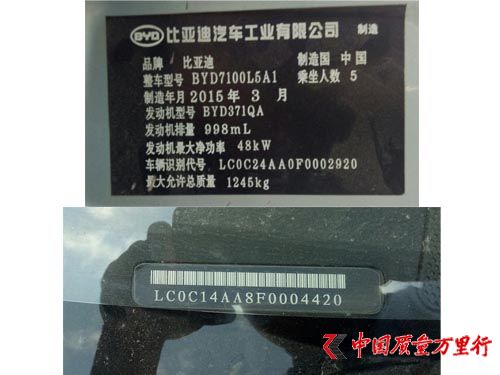 BYD 比亚迪汽车工业有限公司 制造
品牌 比亚迪 制造国 中国
整车型号 BYD7100L5A1 乘坐人数 5
制造年月 2015年 3 月
发动机型号 BYD371QA
发动机排量 998mL
发动机最大净功率 48kW
车辆识别代号 LC0C24AA0F0002920
最大允许总质量 1245kg
LC0C14AA8F0004420
中国质量万里行